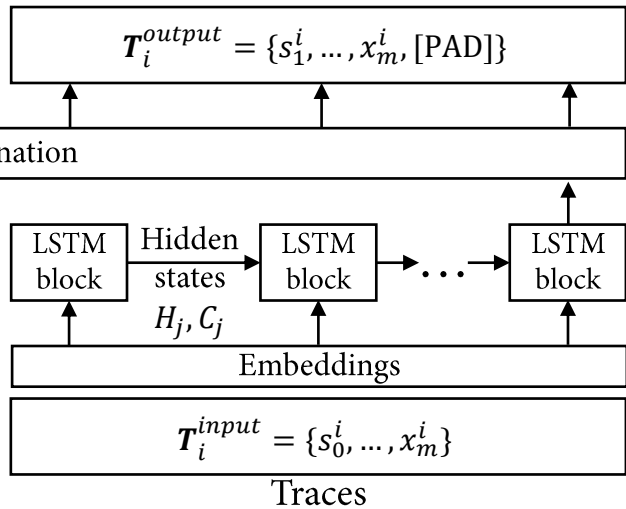 T_i^output = {s_1^i, ..., x_m^i, [PAD]}
nation
LSTM block
Hidden states H_j, C_j
LSTM block
...
LSTM block
Embeddings
T_i^input = {s_0^i, ..., x_m^i}
Traces